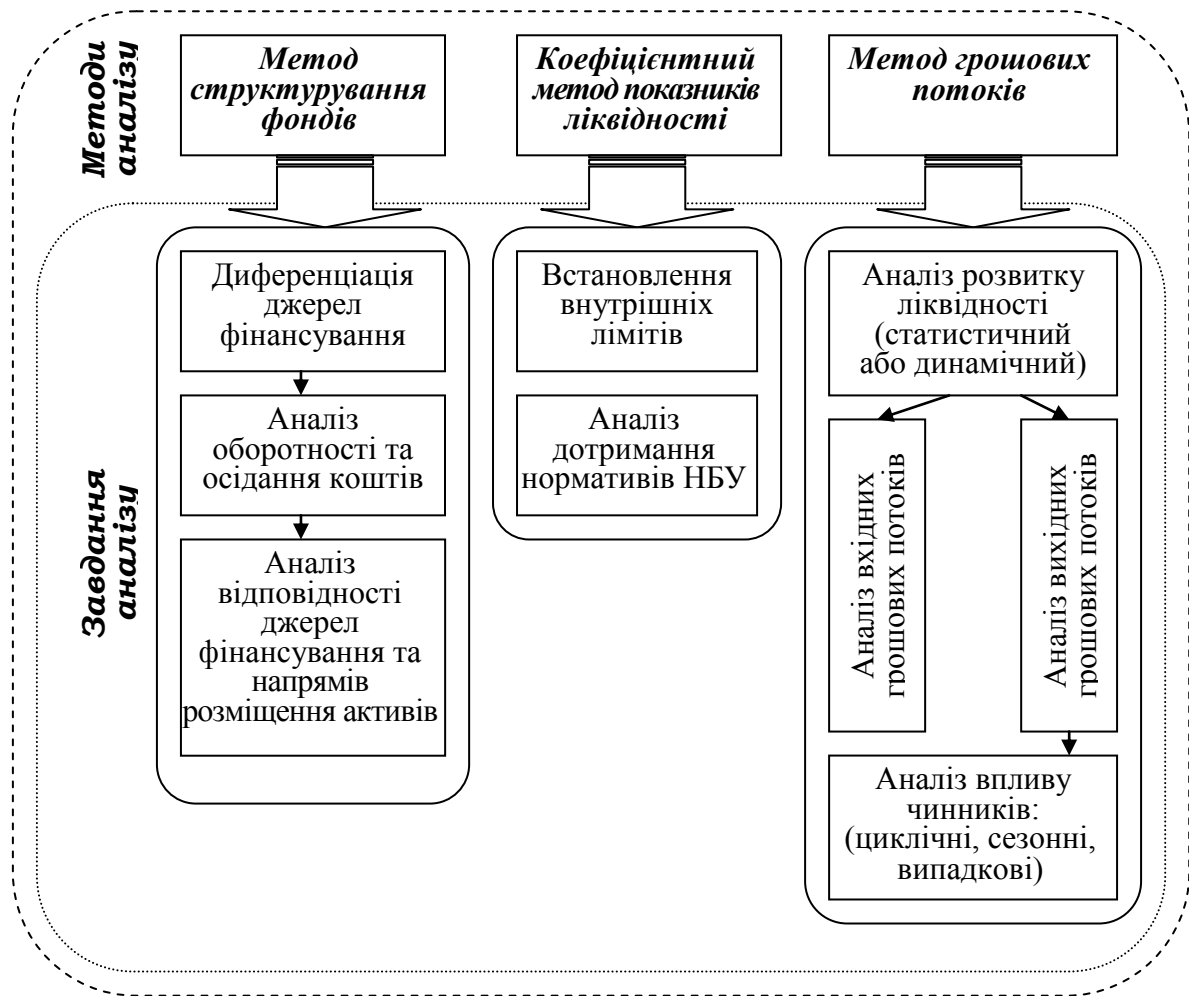 Методи
аналізу
Метод
структурування
фондів
Коефіцієнтний
метод показників
ліквідності
Метод грошових
потоків
Завдання
аналізу
Диференціація
джерел
фінансування
Аналіз
оборотності та
осідання коштів
Аналіз
відповідності
джерел
фінансування та
напрямів
розміщення активів
Встановлення
внутрішніх
лімітів
Аналіз
дотримання
нормативів НБУ
Аналіз розвитку
ліквідності
(статистичний
або динамічний)
Аналіз вхідних
грошових потоків
Аналіз вихідних
грошових потоків
Аналіз впливу
чинників:
(циклічні, сезонні,
випадкові)